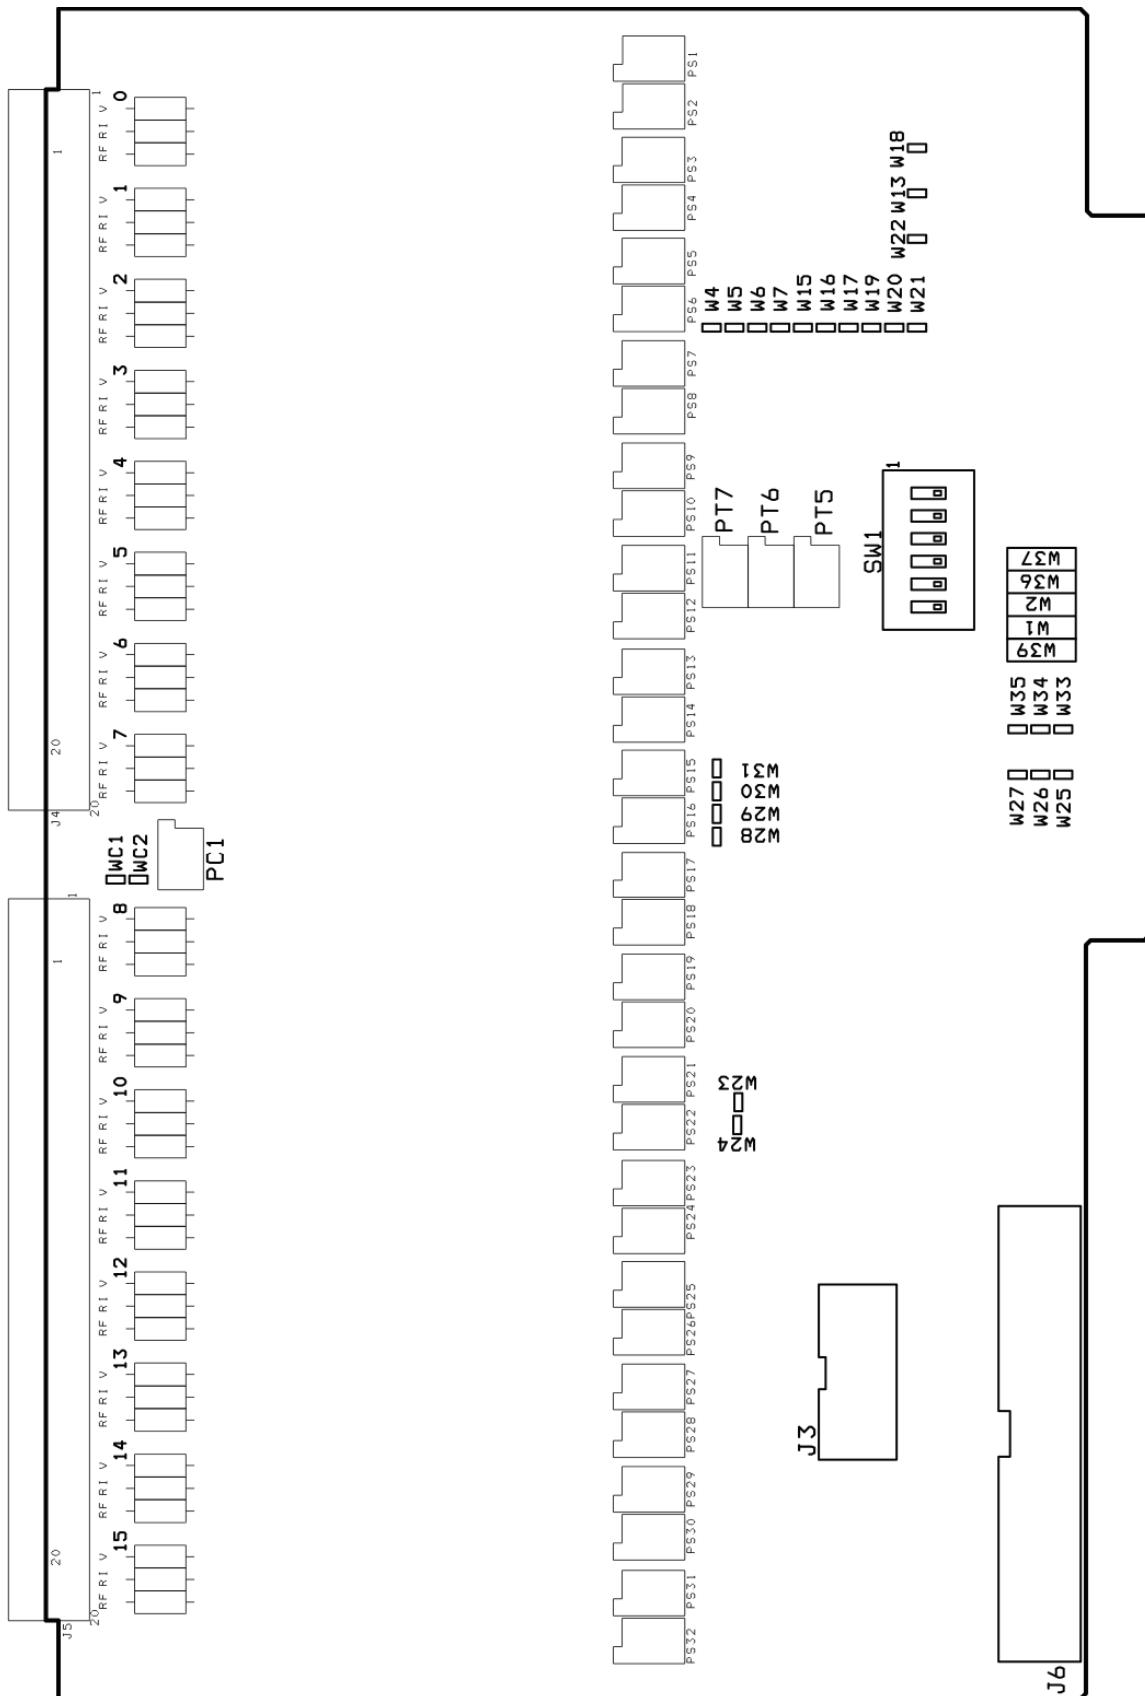 1
1
20
20
J4
0
V
RI
RF
1
V
RI
RF
2
V
RI
RF
3
V
RI
RF
4
V
RI
RF
5
V
RI
RF
6
V
RI
RF
7
V
RI
RF
WC1
WC2
PC1
1
1
20
20
J5
8
V
RI
RF
9
V
RI
RF
10
V
RI
RF
11
V
RI
RF
12
V
RI
RF
13
V
RI
RF
14
V
RI
RF
15
V
RI
RF
PS1
PS2
PS3
PS4
PS5
PS6
PS7
PS8
PS9
PS10
PS11
PS12
PS13
PS14
PS15
PS16
PS17
PS18
PS19
PS20
PS21
PS22
PS23
PS24
PS25
PS26
PS27
PS28
PS29
PS30
PS31
PS32
W18
W13
W22
W4
W5
W6
W7
W15
W16
W17
W19
W20
W21
PT7
PT6
PT5
SW1
1
W37
W36
W2
W1
W39
W35
W34
W33
W27
W26
W25
W31
W30
W29
W28
W23
W24
J3
J6